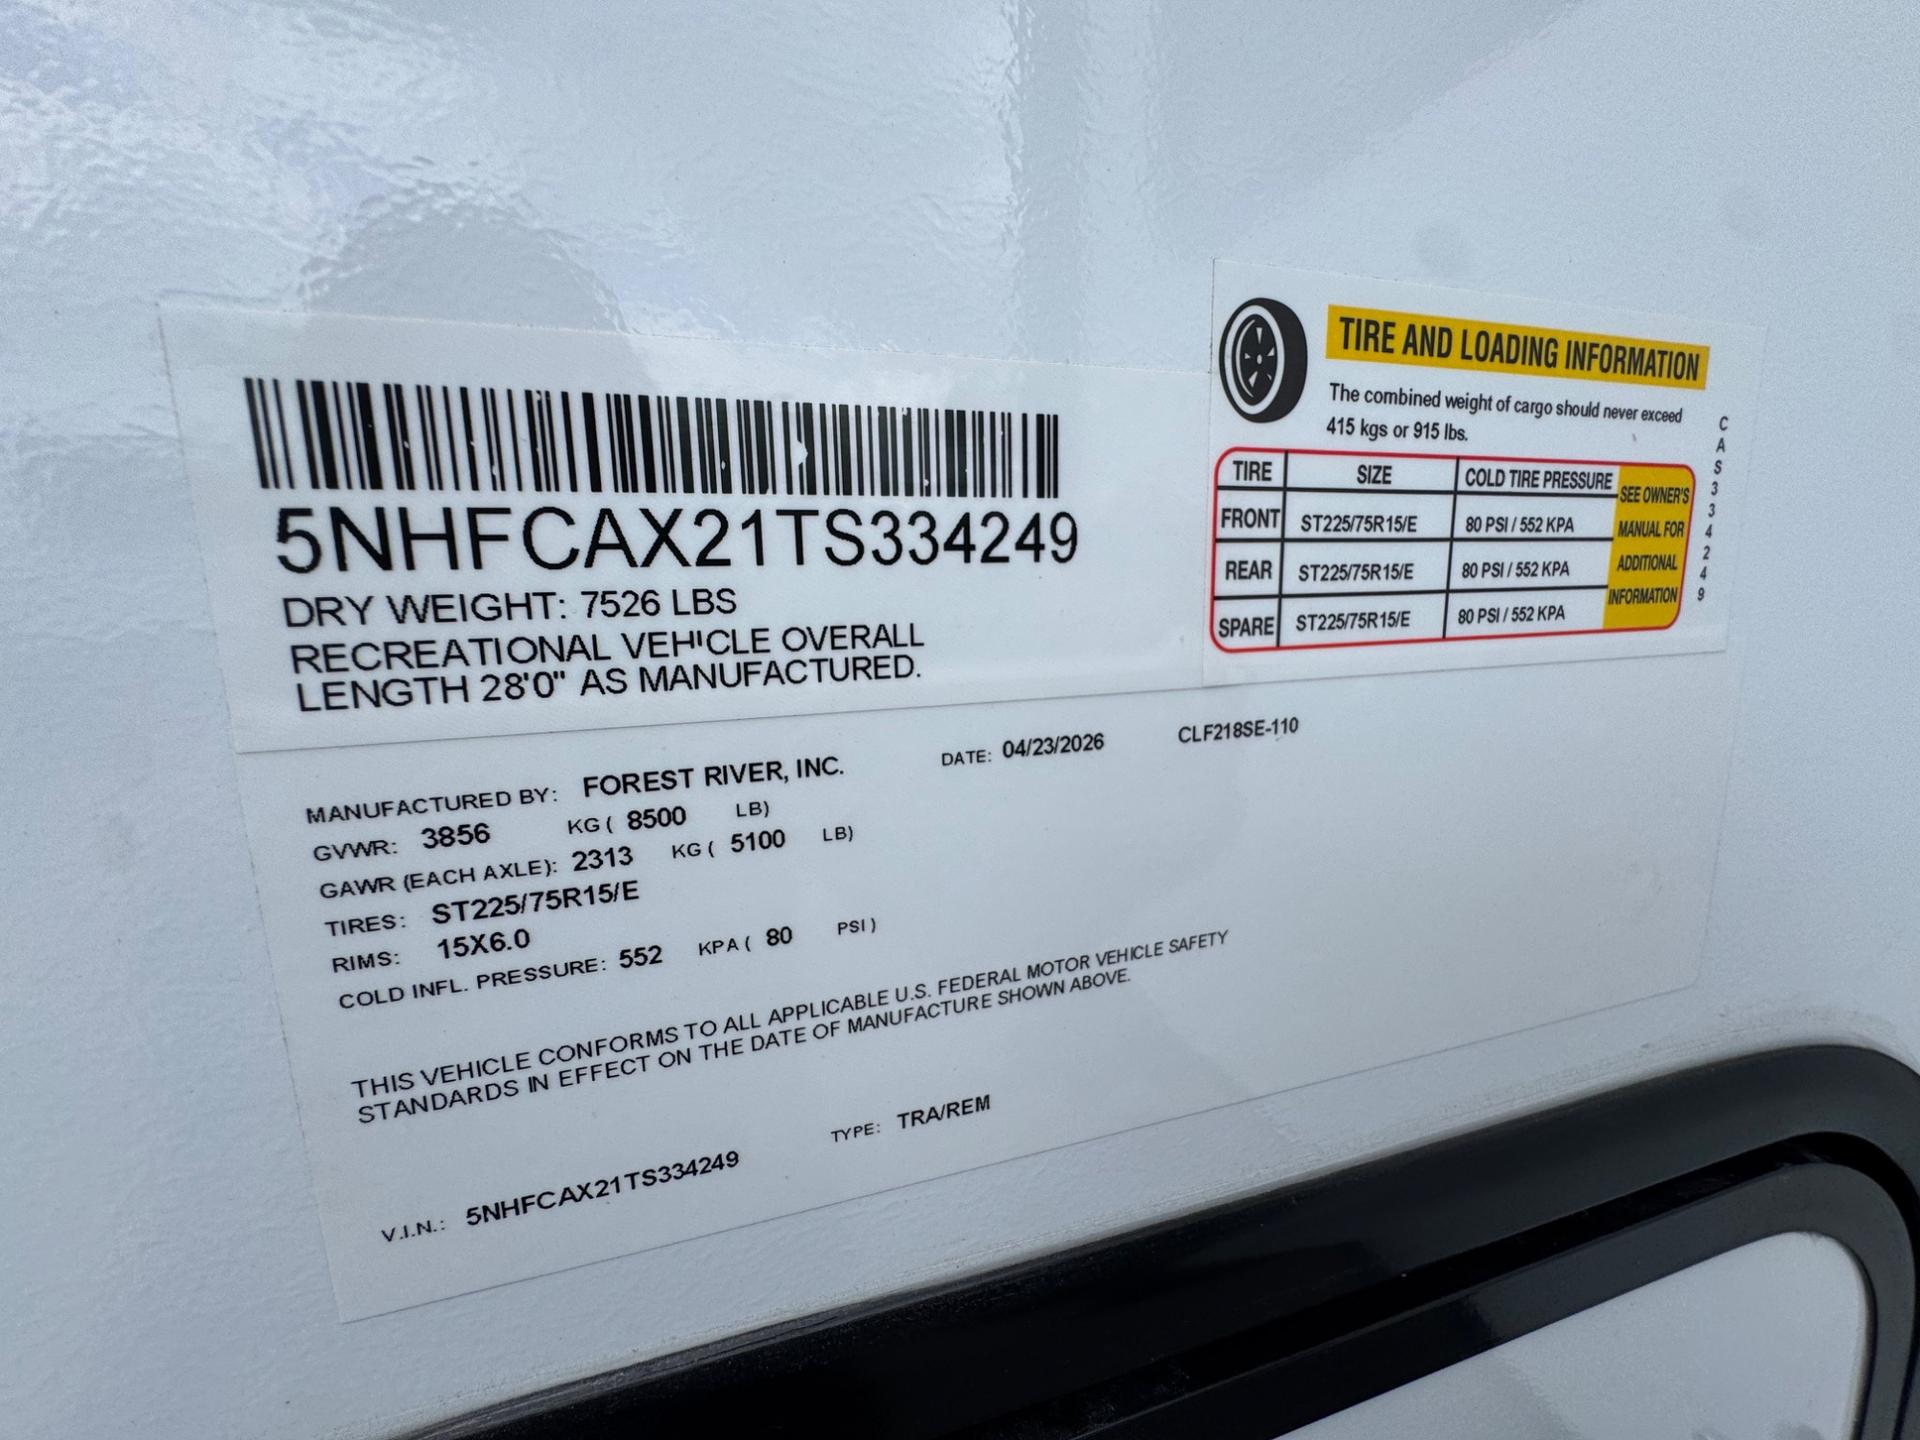 5NHFCAX21TS334249
DRY WEIGHT: 7526 LBS
RECREATIONAL VEHICLE OVERALL
LENGTH 28'0" AS MANUFACTURED.
TIRE AND LOADING INFORMATION
The combined weight of cargo should never exceed
415 kgs or 915 lbs.
TIRE SIZE COLD TIRE PRESSURE
FRONT ST225/75R15/E 80 PSI / 552 KPA
REAR ST225/75R15/E 80 PSI / 552 KPA
SPARE ST225/75R15/E 80 PSI / 552 KPA
SEE OWNER'S
MANUAL FOR
ADDITIONAL
INFORMATION
CAS334249
MANUFACTURED BY: FOREST RIVER, INC. DATE: 04/23/2026 CLF218SE-110
GVWR: 3856 KG ( 8500 LB)
GAWR (EACH AXLE): 2313 KG ( 5100 LB)
TIRES: ST225/75R15/E
RIMS: 15X6.0
COLD INFL. PRESSURE: 552 KPA ( 80 PSI )
THIS VEHICLE CONFORMS TO ALL APPLICABLE U.S. FEDERAL MOTOR VEHICLE SAFETY
STANDARDS IN EFFECT ON THE DATE OF MANUFACTURE SHOWN ABOVE.
V.I.N.: 5NHFCAX21TS334249 TYPE: TRA/REM